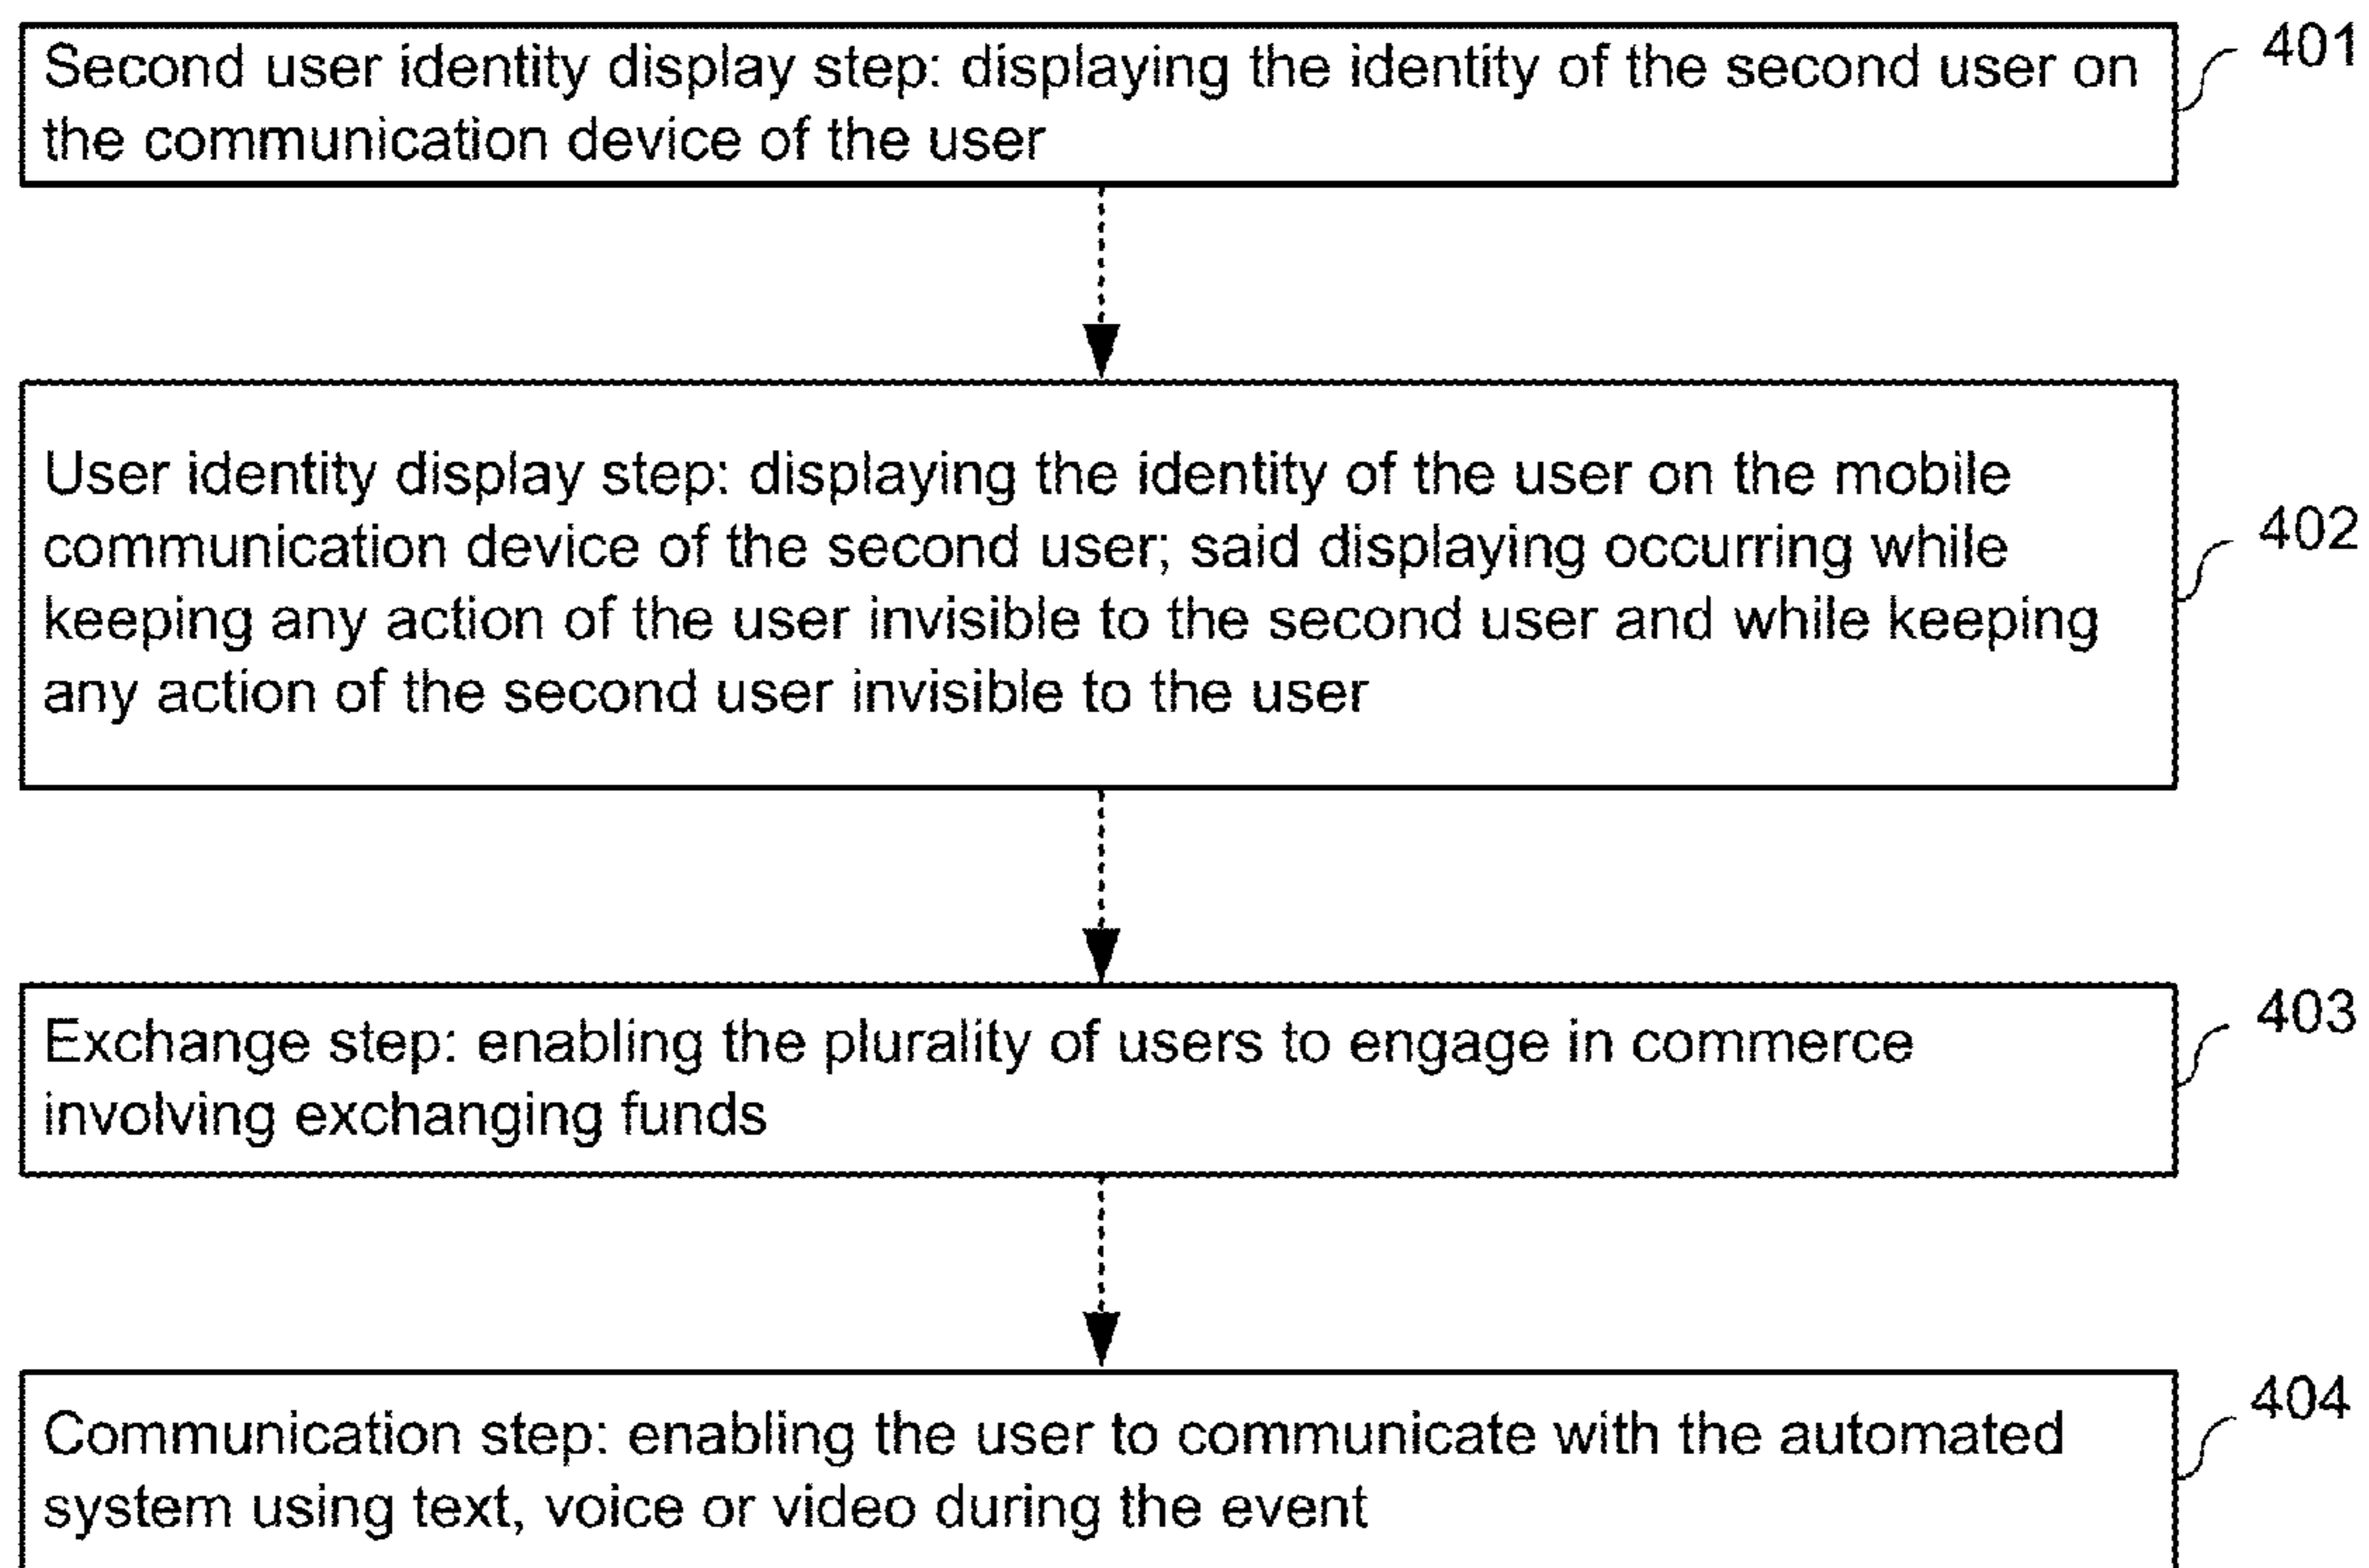 Second user identity display step: displaying the identity of the second user on
the communication device of the user
401
User identity display step: displaying the identity of the user on the mobile
communication device of the second user; said displaying occurring while
keeping any action of the user invisible to the second user and while keeping
any action of the second user invisible to the user
402
Exchange step: enabling the plurality of users to engage in commerce
involving exchanging funds
403
Communication step: enabling the user to communicate with the automated
system using text, voice or video during the event
404